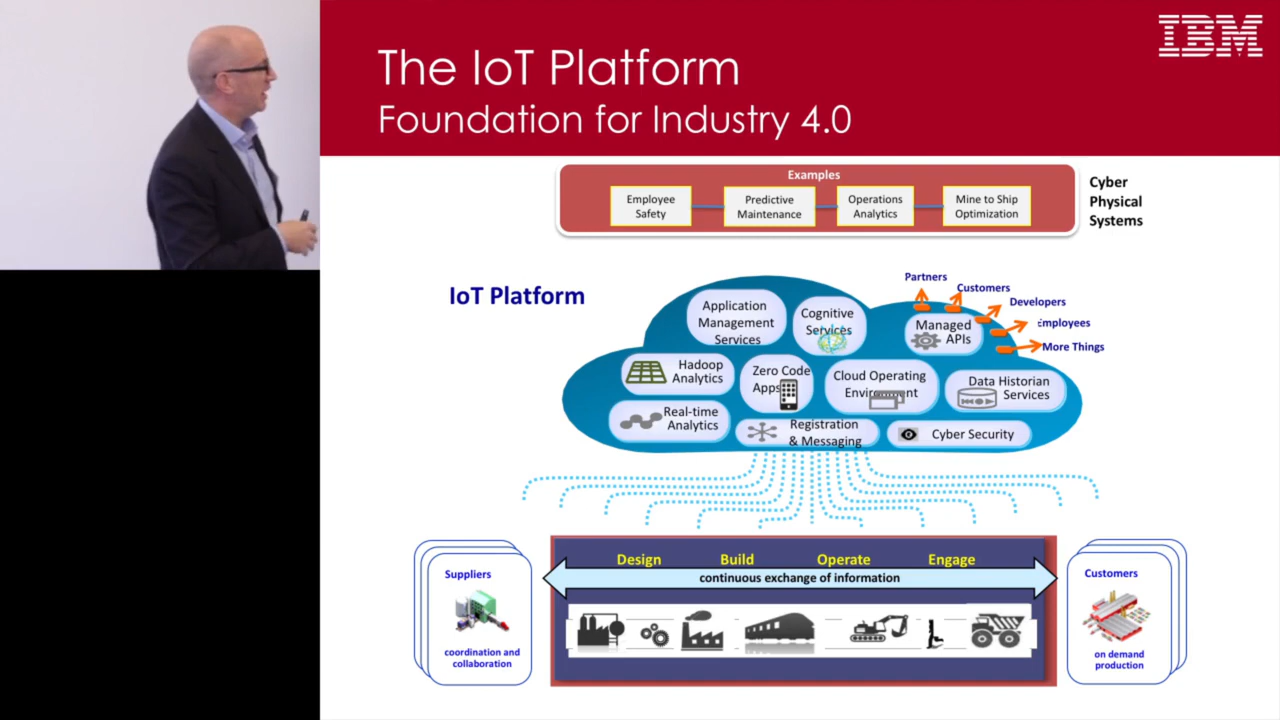 IBM
The IoT Platform
Foundation for Industry 4.0
Examples
Employee
Safety
Predictive
Maintenance
Operations
Analytics
Mine to Ship
Optimization
Cyber
Physical
Systems
IoT Platform
Partners
Customers
Developers
Employees
More Things
Application
Management
Services
Cognitive
Services
Managed
APIs
Hadoop
Analytics
Zero Code
Apps
Cloud Operating
Environment
Data Historian
Services
Real-time
Analytics
Registration
& Messaging
Cyber Security
Design
Build
Operate
Engage
continuous exchange of information
Suppliers
coordination and
collaboration
Customers
on demand
production